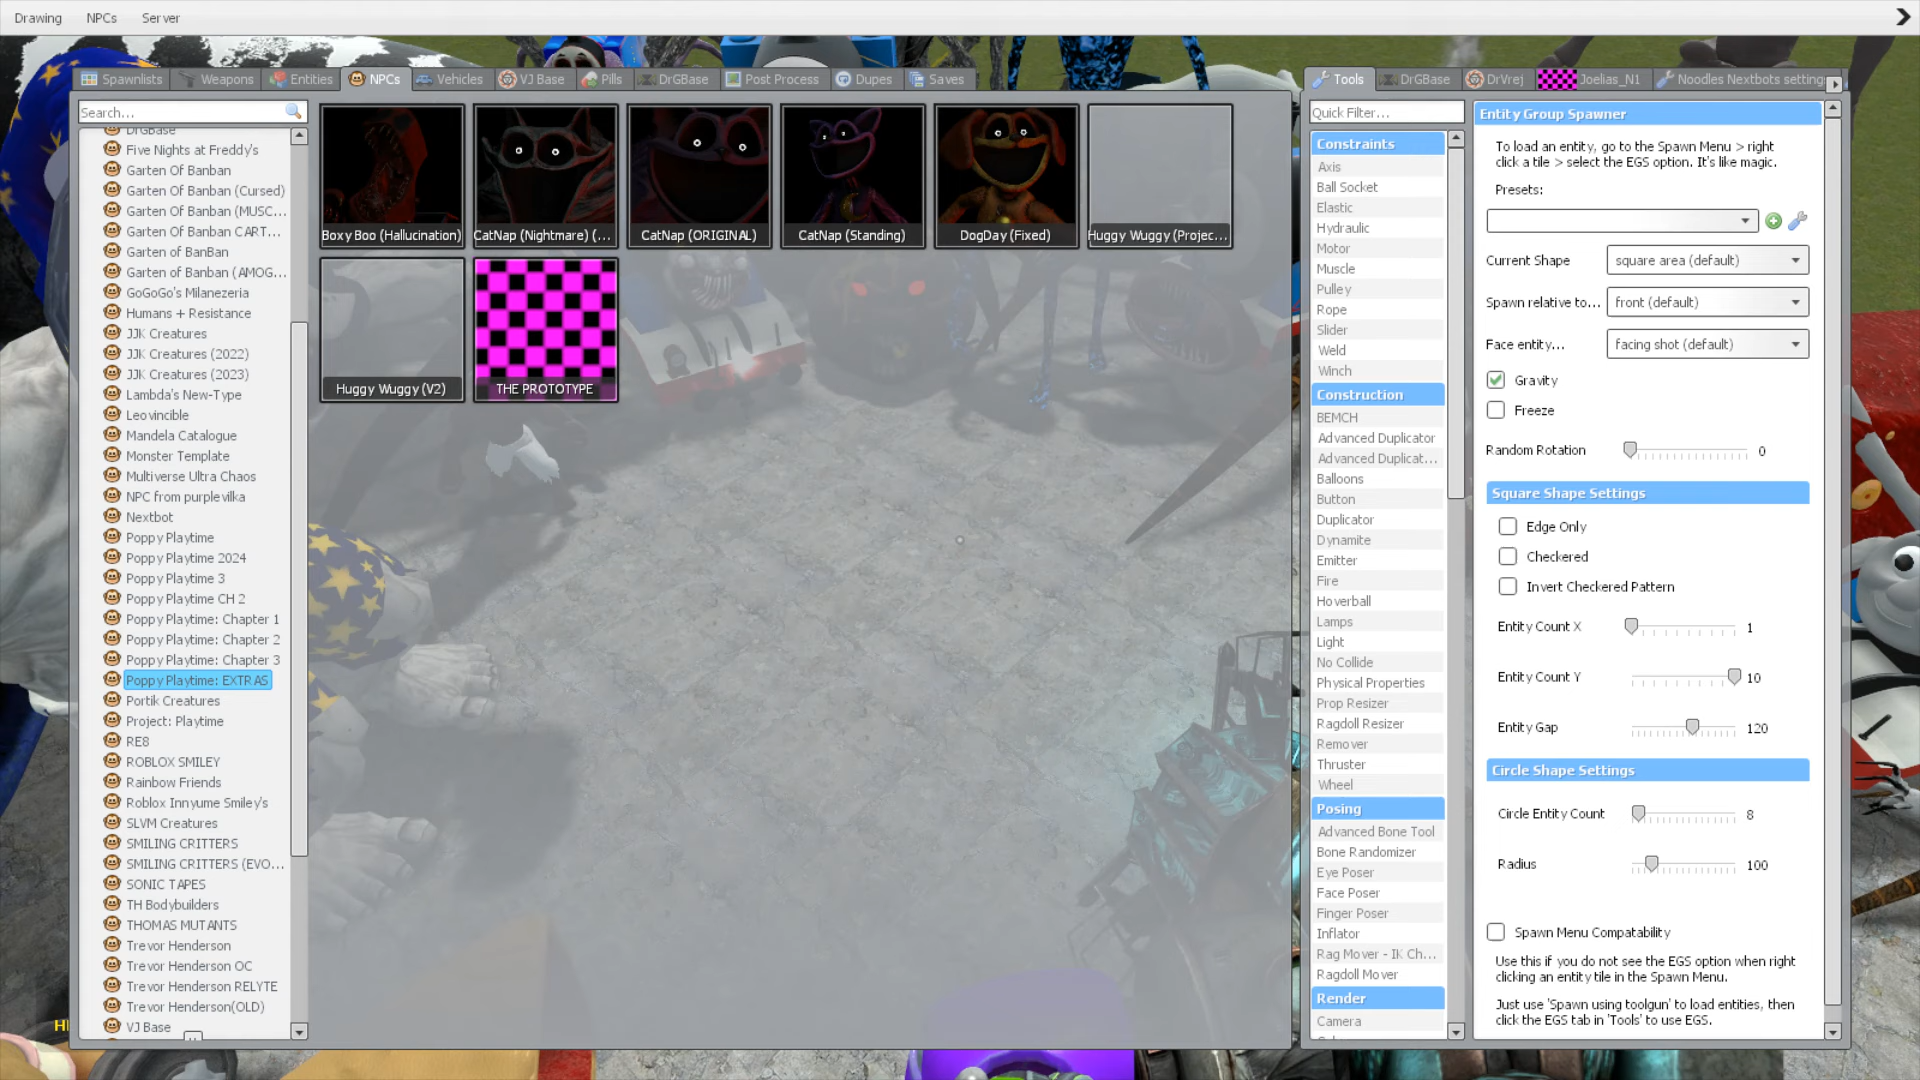 Drawing NPCs Server
Spawnlists Weapons Entities NPCs Vehicles VJ Base Pills DrGBase Post Process Dupes Saves
Search...
DrGBase
Five Nights at Freddy's
Garten Of Banban
Garten Of Banban (Cursed)
Garten Of Banban (MUSC...
Garten Of Banban CART...
Garten of BanBan
Garten of Banban (AMOG...
GoGoGo's Milanezeria
Humans + Resistance
JJK Creatures
JJK Creatures (2022)
JJK Creatures (2023)
Lambda's New-Type
Leovincible
Mandela Catalogue
Monster Template
Multiverse Ultra Chaos
NPC from purplevilka
Nextbot
Poppy Playtime
Poppy Playtime 2024
Poppy Playtime 3
Poppy Playtime CH 2
Poppy Playtime: Chapter 1
Poppy Playtime: Chapter 2
Poppy Playtime: Chapter 3
Poppy Playtime: EXTRAS
Portik Creatures
Project: Playtime
RE8
ROBLOX SMILEY
Rainbow Friends
Roblox Innyume Smiley's
SLVM Creatures
SMILING CRITTERS
SMILING CRITTERS (EVO...
SONIC TAPES
TH Bodybuilders
THOMAS MUTANTS
Trevor Henderson
Trevor Henderson OC
Trevor Henderson RELYTE
Trevor Henderson(OLD)
VJ Base
Boxy Boo (Hallucination)
CatNap (Nightmare) (...
CatNap (ORIGINAL)
CatNap (Standing)
DogDay (Fixed)
Huggy Wuggy (Projec...
Huggy Wuggy (V2)
THE PROTOTYPE
Tools DrGBase DrVrej Joelias_N1 Noodles Nextbots settings
Quick Filter...
Constraints
Axis
Ball Socket
Elastic
Hydraulic
Motor
Muscle
Pulley
Rope
Slider
Weld
Winch
Construction
BEMCH
Advanced Duplicator
Advanced Duplicat...
Balloons
Button
Duplicator
Dynamite
Emitter
Fire
Hoverball
Lamps
Light
No Collide
Physical Properties
Prop Resizer
Ragdoll Resizer
Remover
Thruster
Wheel
Posing
Advanced Bone Tool
Bone Randomizer
Eye Poser
Face Poser
Finger Poser
Inflator
Rag Mover - IK Ch...
Ragdoll Mover
Render
Camera
Entity Group Spawner
To load an entity, go to the Spawn Menu > right
click a tile > select the EGS option. It's like magic.
Presets:
Current Shape square area (default)
Spawn relative to... front (default)
Face entity... facing shot (default)
Gravity
Freeze
Random Rotation 0
Square Shape Settings
Edge Only
Checkered
Invert Checkered Pattern
Entity Count X 1
Entity Count Y 10
Entity Gap 120
Circle Shape Settings
Circle Entity Count 8
Radius 100
Spawn Menu Compatability
Use this if you do not see the EGS option when right
clicking an entity tile in the Spawn Menu.
Just use 'Spawn using toolgun' to load entities, then
click the EGS tab in 'Tools' to use EGS.